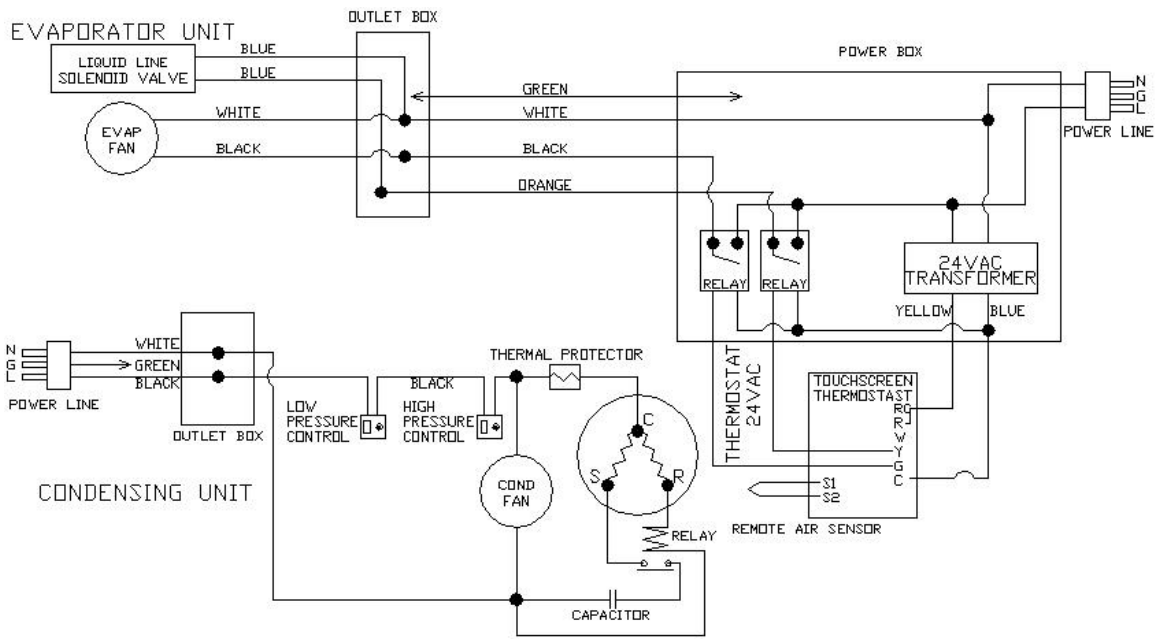 EVAPORATOR UNIT
OUTLET BOX
POWER BOX
LIQUID LINE
SOLENOID VALVE
BLUE
BLUE
EVAP
FAN
WHITE
BLACK
GREEN
WHITE
BLACK
ORANGE
N
G
L
POWER LINE
RELAY
RELAY
24VAC
TRANSFORMER
YELLOW
BLUE
N
G
L
POWER LINE
WHITE
GREEN
BLACK
OUTLET BOX
LOW
PRESSURE
CONTROL
BLACK
HIGH
PRESSURE
CONTROL
THERMAL PROTECTOR
C
S
R
COND
FAN
RELAY
CAPACITOR
CONDENSING UNIT
THERMOSTAT
24VAC
TOUCHSCREEN
THERMOSTAST
RC
R
W
Y
G
C
S1
S2
REMOTE AIR SENSOR